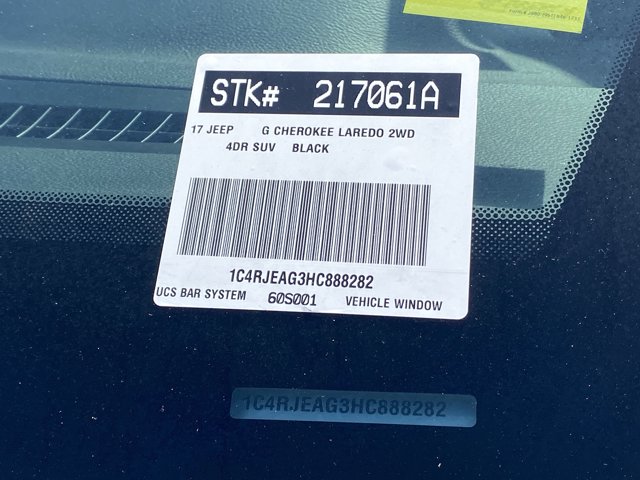 STK# 217061A
17 JEEP G CHEROKEE LAREDO 2WD
4DR SUV BLACK
1C4RJEAG3HC888282
UCS BAR SYSTEM 60S001 VEHICLE WINDOW
1C4RJEAG3HC888282